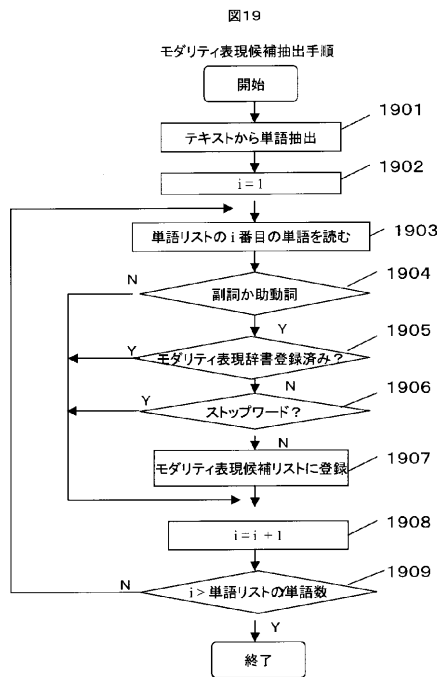 図19
モダリティ表現候補抽出手順
開始
テキストから単語抽出
1901
i=1
1902
単語リストの i 番目の単語を読む
1903
副詞か助動詞
1904
N
Y
モダリティ表現辞書登録済み？
1905
Y
N
ストップワード？
1906
Y
N
モダリティ表現候補リストに登録
1907
i=i+1
1908
i>単語リストの単語数
1909
N
Y
終了